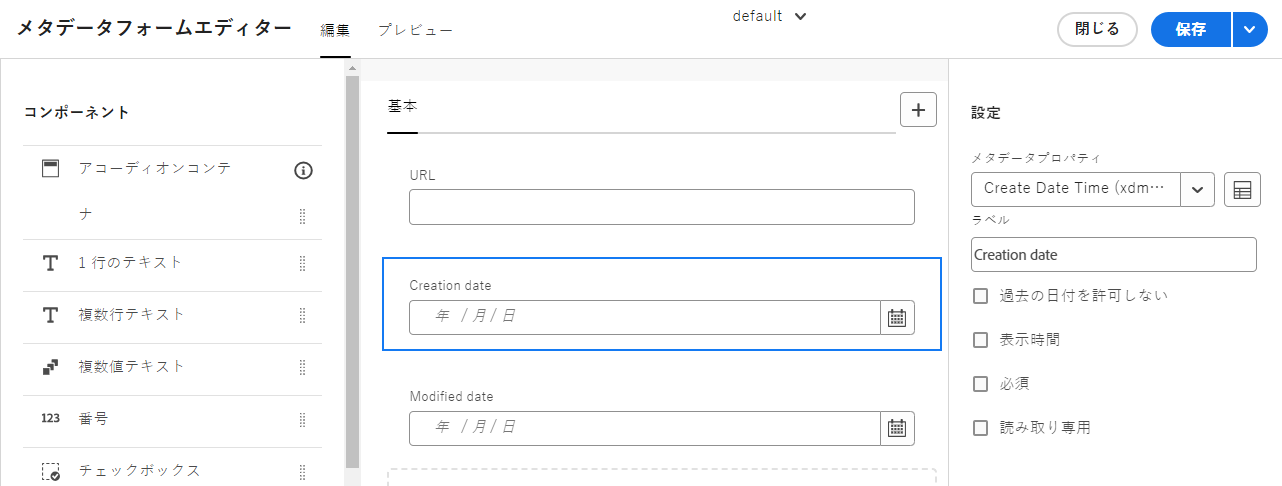 メタデータフォームエディター
編集
プレビュー
default
閉じる
保存
コンポーネント
アコーディオンコンテ
ナ
1 行のテキスト
複数行テキスト
複数値テキスト
123 番号
チェックボックス
基本
URL
Creation date
年 / 月 / 日
Modified date
年 / 月 / 日
設定
メタデータプロパティ
Create Date Time (xdm⋯
ラベル
Creation date
過去の日付を許可しない
表示時間
必須
読み取り専用